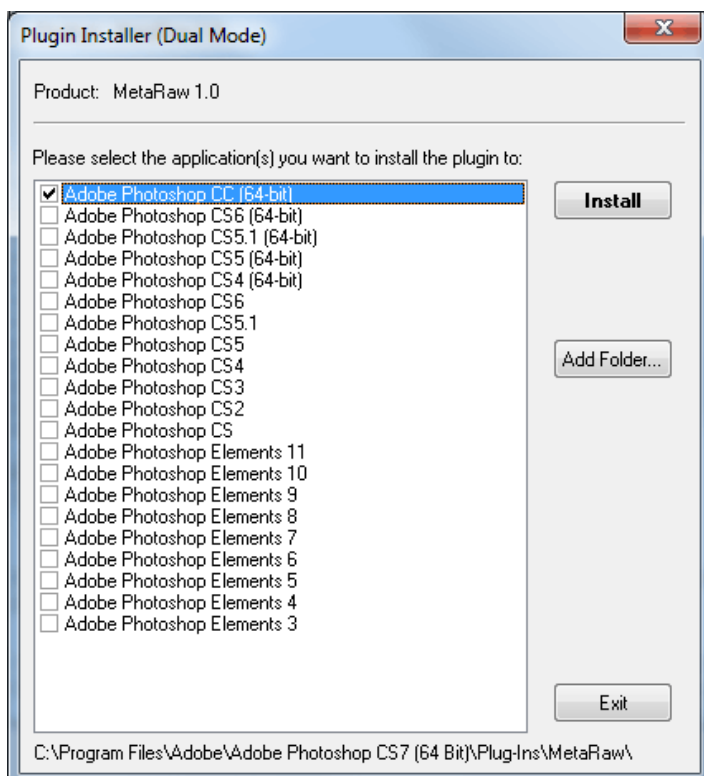 Plugin Installer (Dual Mode)
Product: MetaRaw 1.0
Please select the application(s) you want to install the plugin to:
Adobe Photoshop CC (64-bit)
Adobe Photoshop CS6 (64-bit)
Adobe Photoshop CS5.1 (64-bit)
Adobe Photoshop CS5 (64-bit)
Adobe Photoshop CS4 (64-bit)
Adobe Photoshop CS6
Adobe Photoshop CS5.1
Adobe Photoshop CS5
Adobe Photoshop CS4
Adobe Photoshop CS3
Adobe Photoshop CS2
Adobe Photoshop CS
Adobe Photoshop Elements 11
Adobe Photoshop Elements 10
Adobe Photoshop Elements 9
Adobe Photoshop Elements 8
Adobe Photoshop Elements 7
Adobe Photoshop Elements 6
Adobe Photoshop Elements 5
Adobe Photoshop Elements 4
Adobe Photoshop Elements 3
Install
Add Folder...
Exit
C:\Program Files\Adobe\Adobe Photoshop CS7 (64 Bit)\Plug-Ins\MetaRaw\